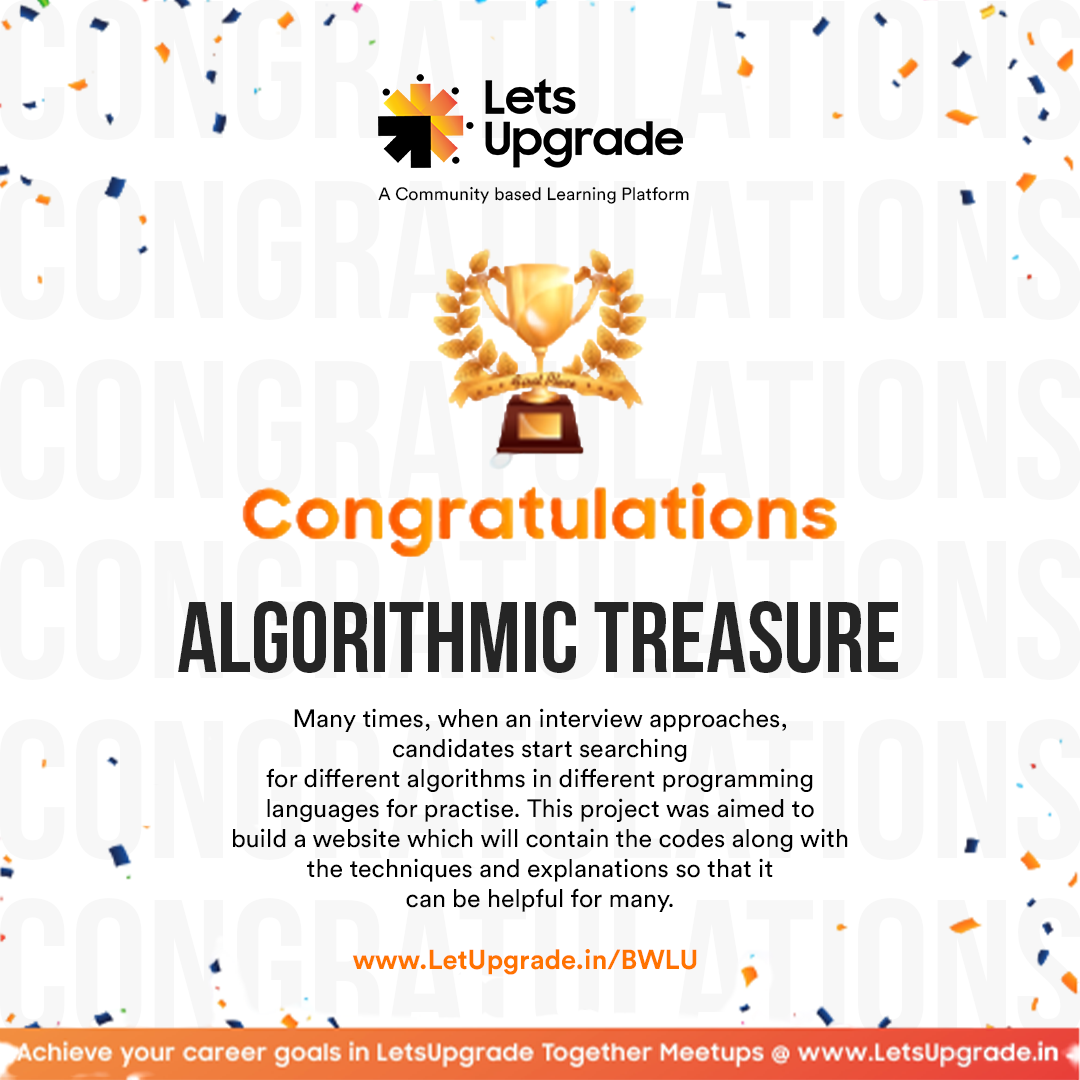 Lets
Upgrade
A Community based Learning Platform
First Place
Congratulations
ALGORITHMIC TREASURE
Many times, when an interview approaches,
candidates start searching
for different algorithms in different programming
languages for practise. This project was aimed to
build a website which will contain the codes along with
the techniques and explanations so that it
can be helpful for many.
www.LetUpgrade.in/BWLU
Achieve your career goals in LetsUpgrade Together Meetups @ www.LetsUpgrade.in
CONGRATULATIONS
CONGRATULATIONS
CONGRATULATIONS
CONGRATULATIONS
CONGRATULATIONS
CONGRATULATIONS